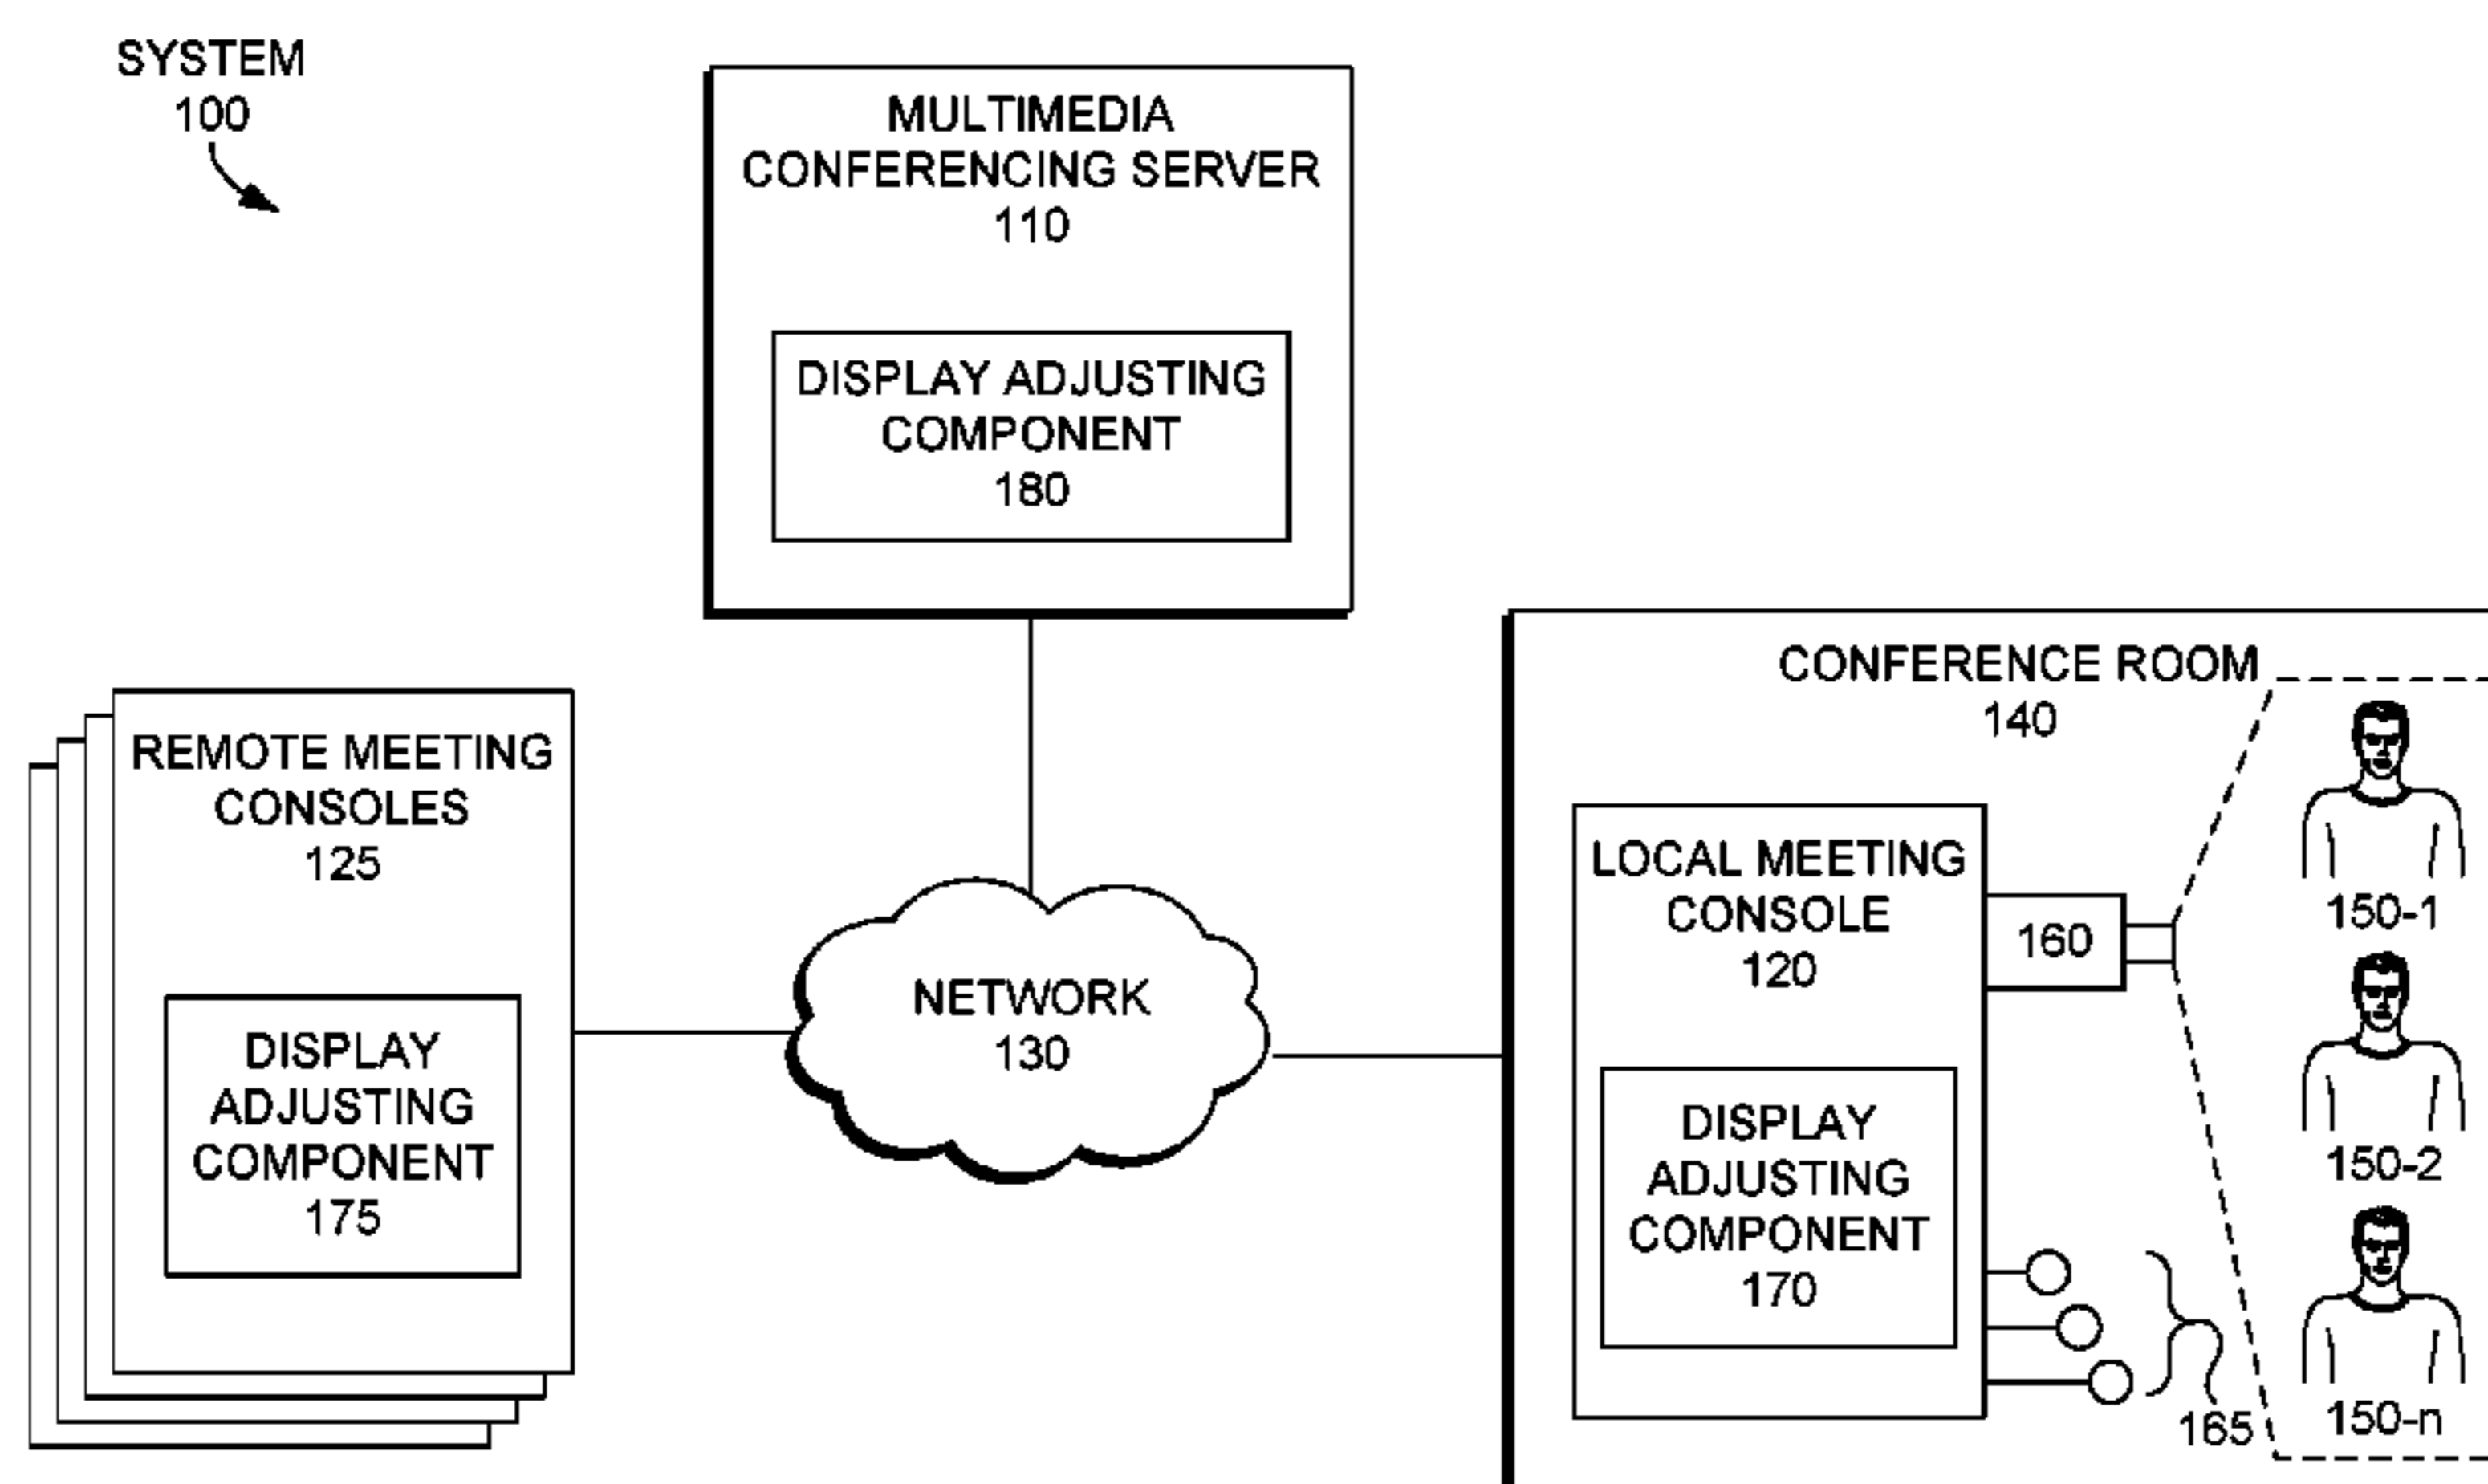 SYSTEM
100
MULTIMEDIA
CONFERENCING SERVER
110
DISPLAY ADJUSTING
COMPONENT
180
REMOTE MEETING
CONSOLES
125
DISPLAY
ADJUSTING
COMPONENT
175
NETWORK
130
CONFERENCE ROOM
140
LOCAL MEETING
CONSOLE
120
160
DISPLAY
ADJUSTING
COMPONENT
170
165
150-1
150-2
150-n